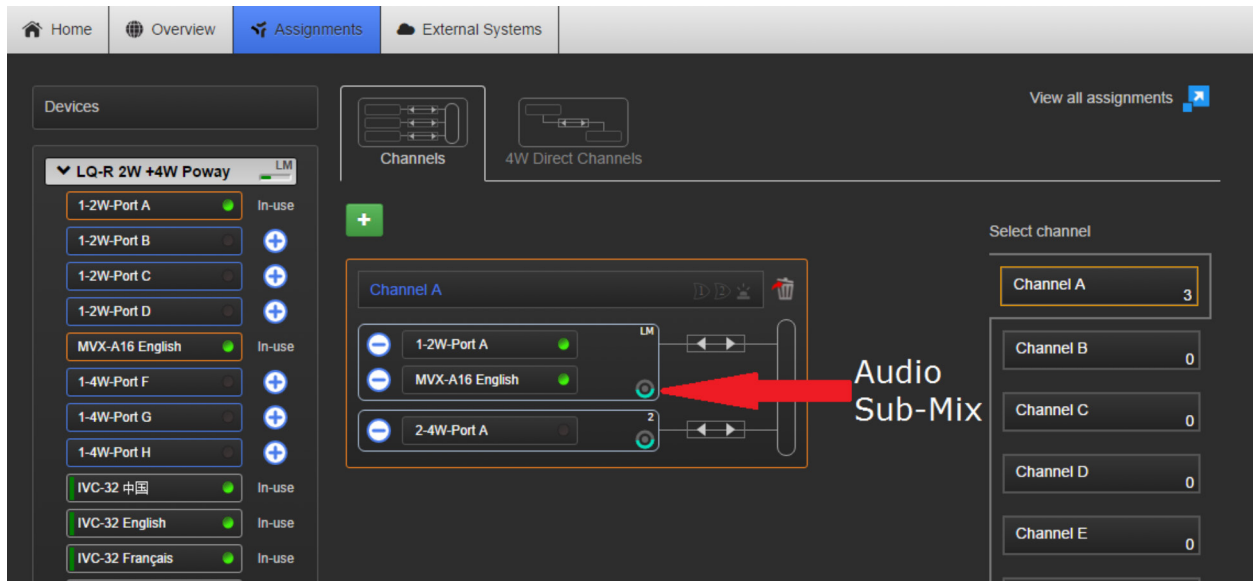 Home
Overview
Assignments
External Systems
Devices
LQ-R 2W +4W Poway
LM
1-2W-Port A
In-use
1-2W-Port B
1-2W-Port C
1-2W-Port D
MVX-A16 English
In-use
1-4W-Port F
1-4W-Port G
1-4W-Port H
IVC-32 中国
In-use
IVC-32 English
In-use
IVC-32 Français
In-use
Channels
4W Direct Channels
View all assignments
+
Channel A
1
2
LM
1-2W-Port A
MVX-A16 English
2
2-4W-Port A
Audio
Sub-Mix
Select channel
Channel A
3
Channel B
0
Channel C
0
Channel D
0
Channel E
0